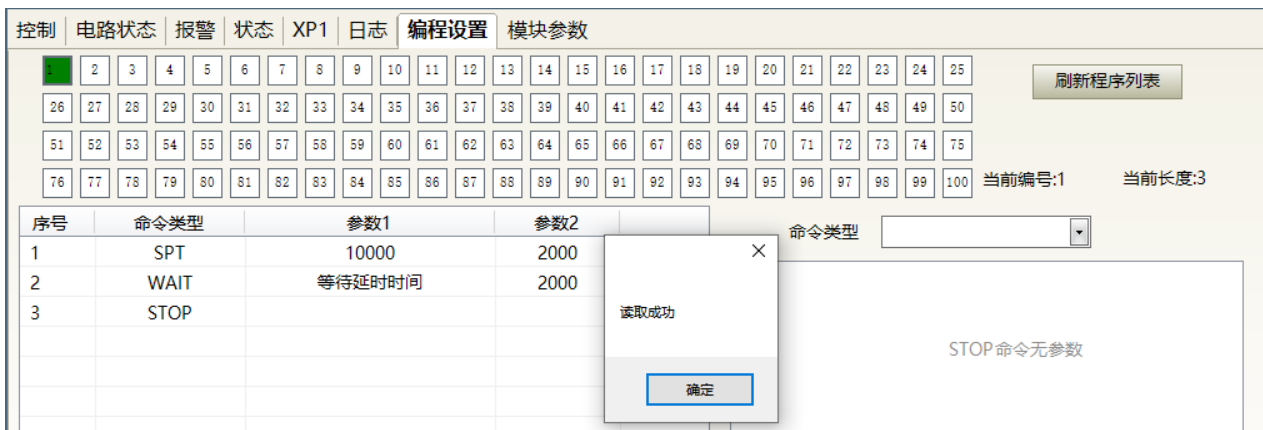 控制 电路状态 报警 状态 XP1 日志 编程设置 模块参数
1 2 3 4 5 6 7 8 9 10 11 12 13 14 15 16 17 18 19 20 21 22 23 24 25
刷新程序列表
26 27 28 29 30 31 32 33 34 35 36 37 38 39 40 41 42 43 44 45 46 47 48 49 50
51 52 53 54 55 56 57 58 59 60 61 62 63 64 65 66 67 68 69 70 71 72 73 74 75
76 77 78 79 80 81 82 83 84 85 86 87 88 89 90 91 92 93 94 95 96 97 98 99 100 当前编号:1 当前长度:3
序号 命令类型 参数1 参数2
命令类型
1 SPT 10000 2000
2 WAIT 等待延时时间 2000
3 STOP
读取成功
确定
STOP命令无参数